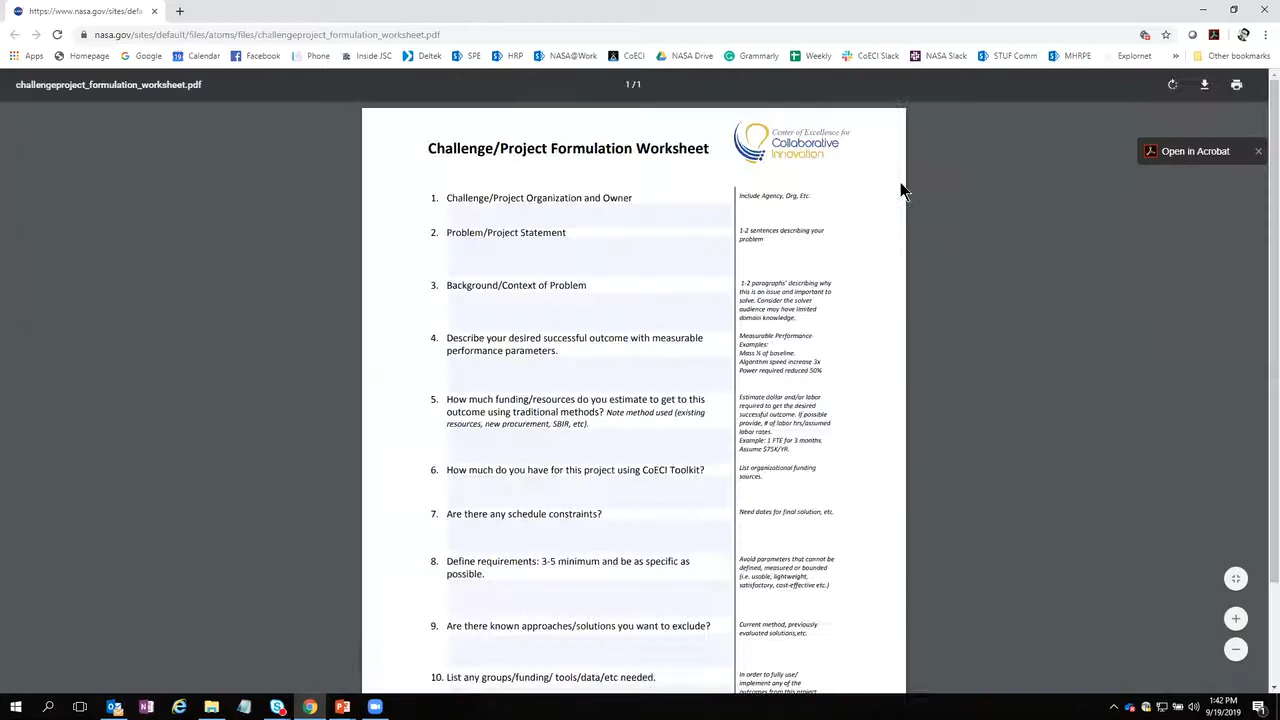 https://www.nasa.gov/sites/defa
nasa.gov/sites/default/files/atoms/files/challengeproject_formulation_worksheet.pdf
Homepage Google Calendar Facebook Phone Inside JSC Deltek SPE HRP NASA@Work CoECI NASA Drive Grammarly Weekly CoECI Slack NASA Slack STUF Comm MHRPE Explornet » Other bookmarks
challengeproject_formulation_worksheet.pdf
1 / 1
Open in Acrobat
Challenge/Project Formulation Worksheet
Center of Excellence for
Collaborative
Innovation
1. Challenge/Project Organization and Owner
Include Agency, Org, Etc.
2. Problem/Project Statement
1-2 sentences describing your
problem
3. Background/Context of Problem
1-2 paragraphs' describing why
this is an issue and important to
solve. Consider the solver
audience may have limited
domain knowledge.
4. Describe your desired successful outcome with measurable
performance parameters.
Measurable Performance
Examples:
Mass ½ of baseline.
Algorithm speed increase 3x
Power required reduced 50%
5. How much funding/resources do you estimate to get to this
outcome using traditional methods? Note method used (existing
resources, new procurement, SBIR, etc).
Estimate dollar and/or labor
required to get the desired
successful outcome. If possible
provide, # of labor hrs/assumed
labor rates.
Example: 1 FTE for 3 months.
Assume $75K/YR.
6. How much do you have for this project using CoECI Toolkit?
List organizational funding
sources.
7. Are there any schedule constraints?
Need dates for final solution, etc.
8. Define requirements: 3-5 minimum and be as specific as
possible.
Avoid parameters that cannot be
defined, measured or bounded
(i.e. usable, lightweight,
satisfactory, cost-effective etc.)
9. Are there known approaches/solutions you want to exclude?
Current method, previously
evaluated solutions,etc.
10. List any groups/funding/ tools/data/etc needed.
In order to fully use/
implement any of the
outcomes from this project
1:42 PM
9/19/2019